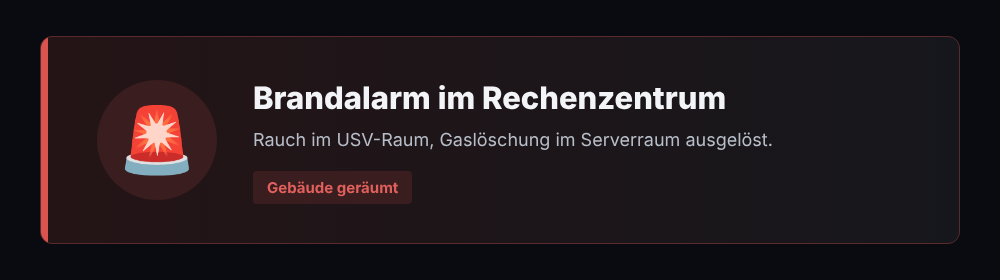 Brandalarm im Rechenzentrum
Rauch im USV-Raum, Gaslöschung im Serverraum ausgelöst.
Gebäude geräumt